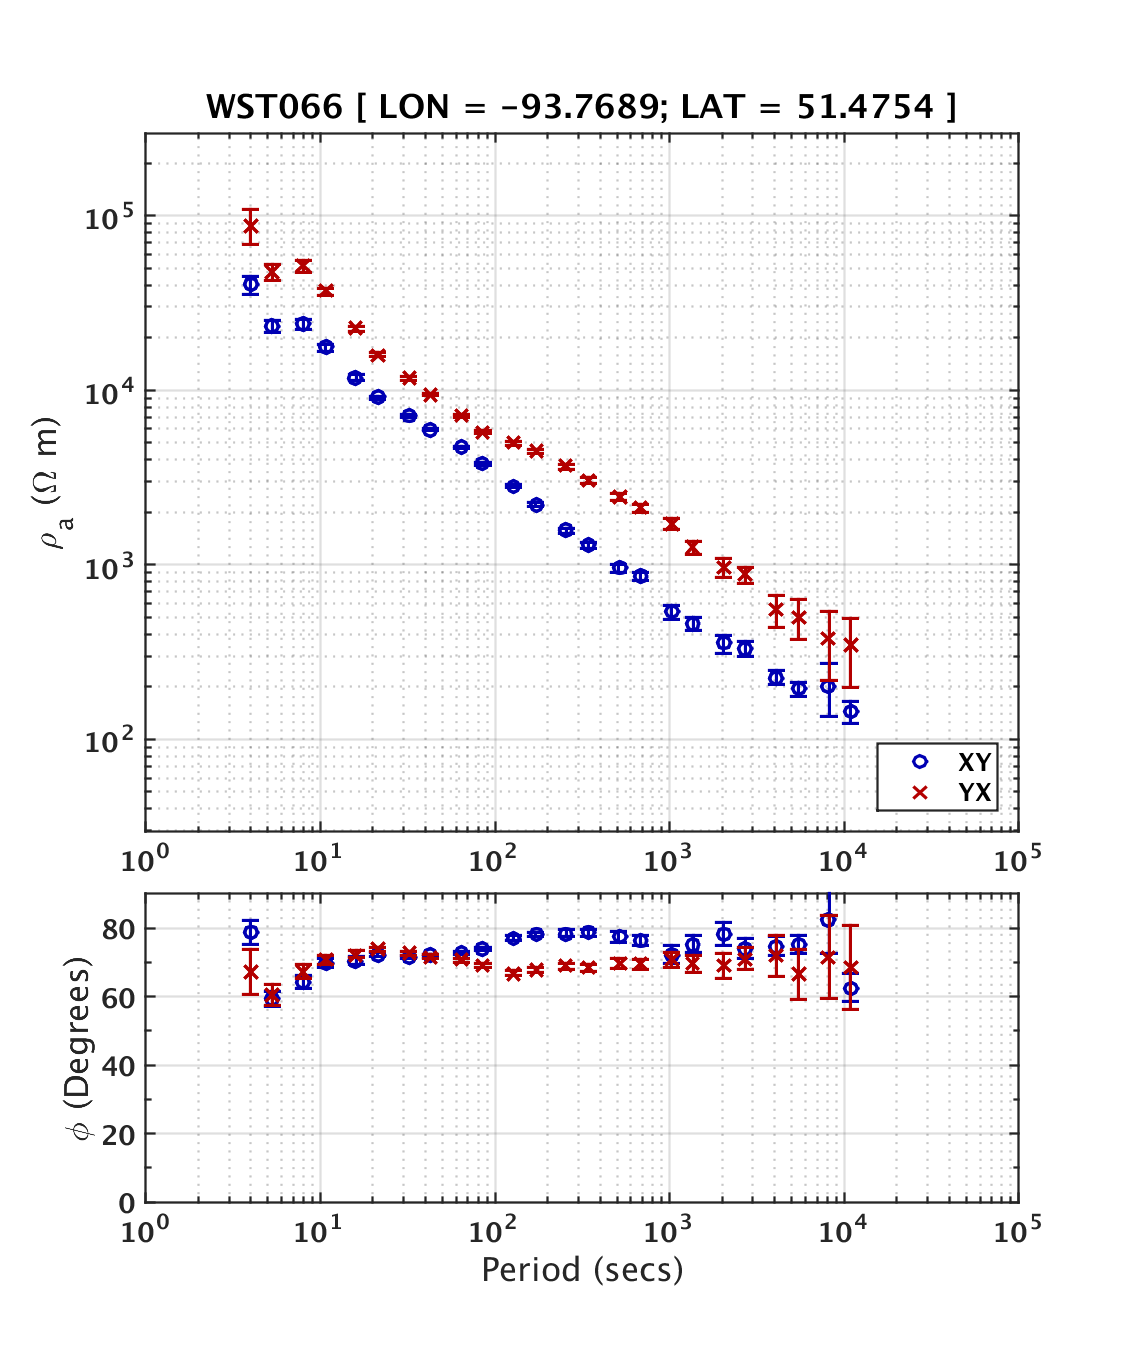 WST066 [ LON = -93.7689; LAT = 51.4754 ]
10^5
10^4
10^3
10^2
ρ_a (Ω m)
XY
YX
10^0 10^1 10^2 10^3 10^4 10^5
80
60
40
20
0
ϕ (Degrees)
10^0 10^1 10^2 10^3 10^4 10^5
Period (secs)